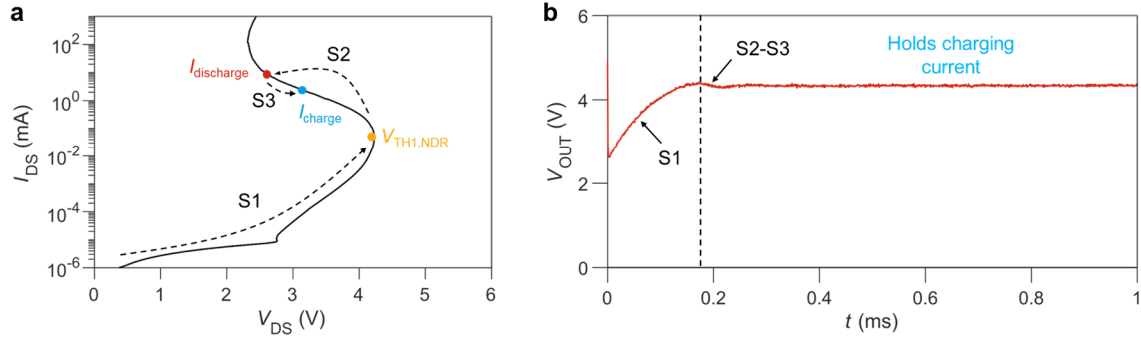 a
I_DS (mA)
10^2
10^0
10^-2
10^-4
10^-6
I_discharge
S2
S3
I_charge
V_TH1,NDR
S1
0 1 2 3 4 5 6
V_DS (V)
b
V_OUT (V)
6
4
2
0
S2-S3
Holds charging
current
S1
0 0.2 0.4 0.6 0.8 1
t (ms)